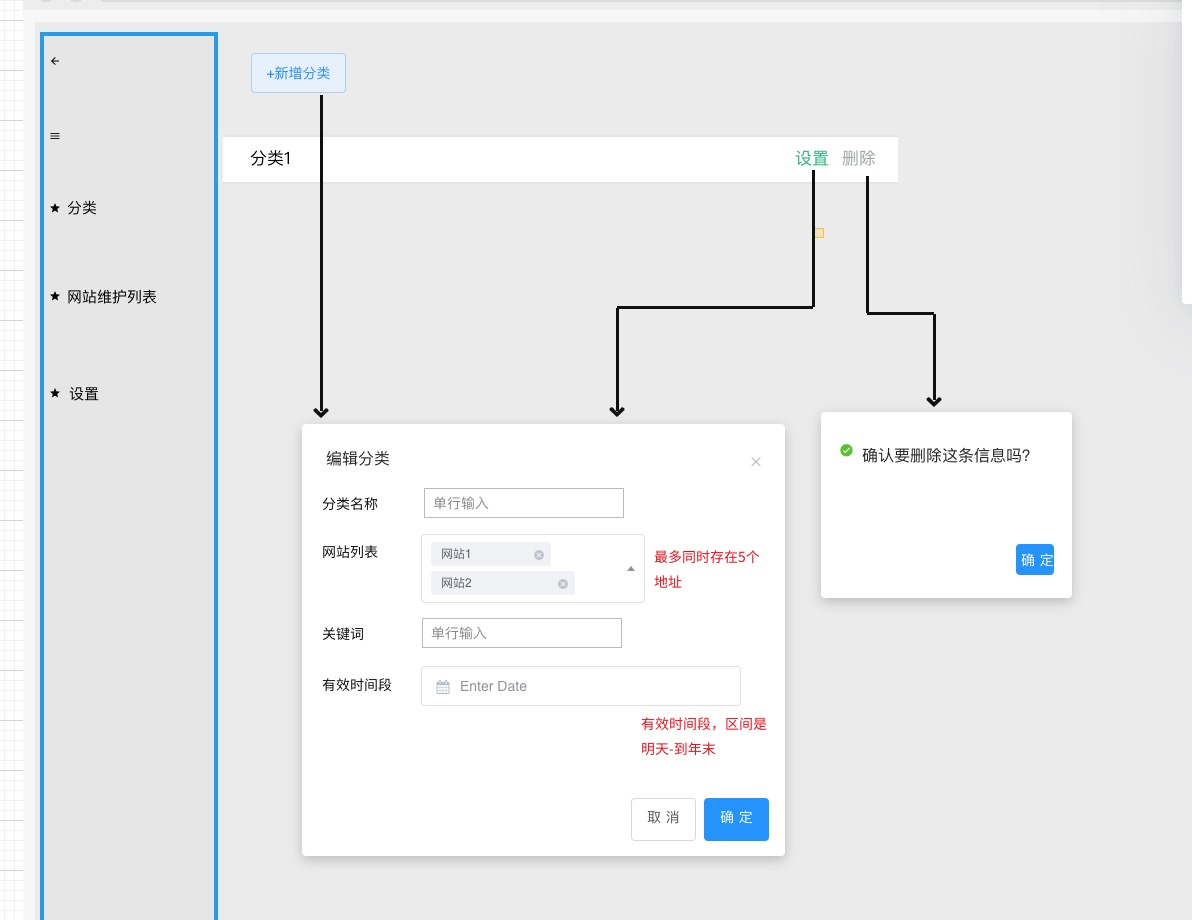 +新增分类
分类1
设置
删除
分类
网站维护列表
设置
编辑分类
分类名称
单行输入
网站列表
网站1
网站2
最多同时存在5个
地址
关键词
单行输入
有效时间段
Enter Date
有效时间段，区间是
明天-到年末
取 消
确 定
确认要删除这条信息吗?
确 定